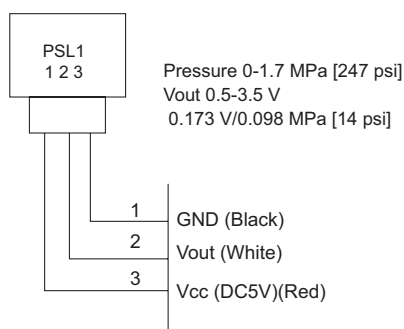 PSL1
1 2 3
Pressure 0-1.7 MPa [247 psi]
Vout 0.5-3.5 V
0.173 V/0.098 MPa [14 psi]
1
GND (Black)
2
Vout (White)
3
Vcc (DC5V)(Red)